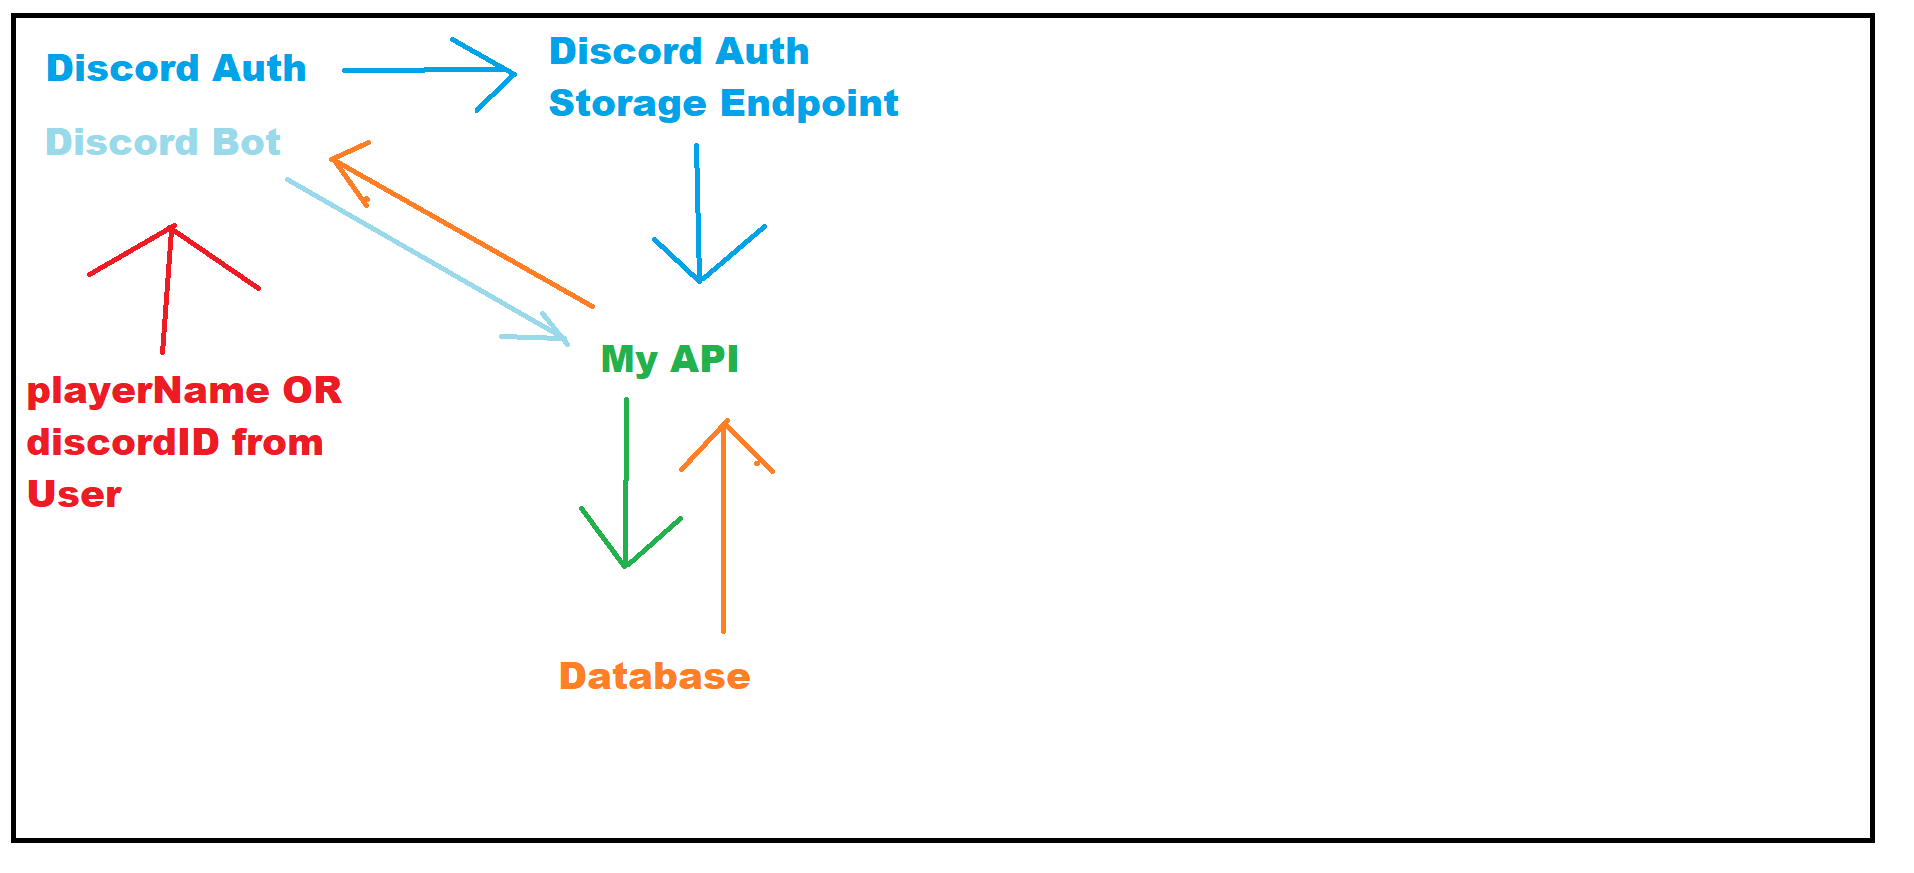 Discord Auth
Discord Auth
Storage Endpoint
Discord Bot
My API
playerName OR
discordID from
User
Database